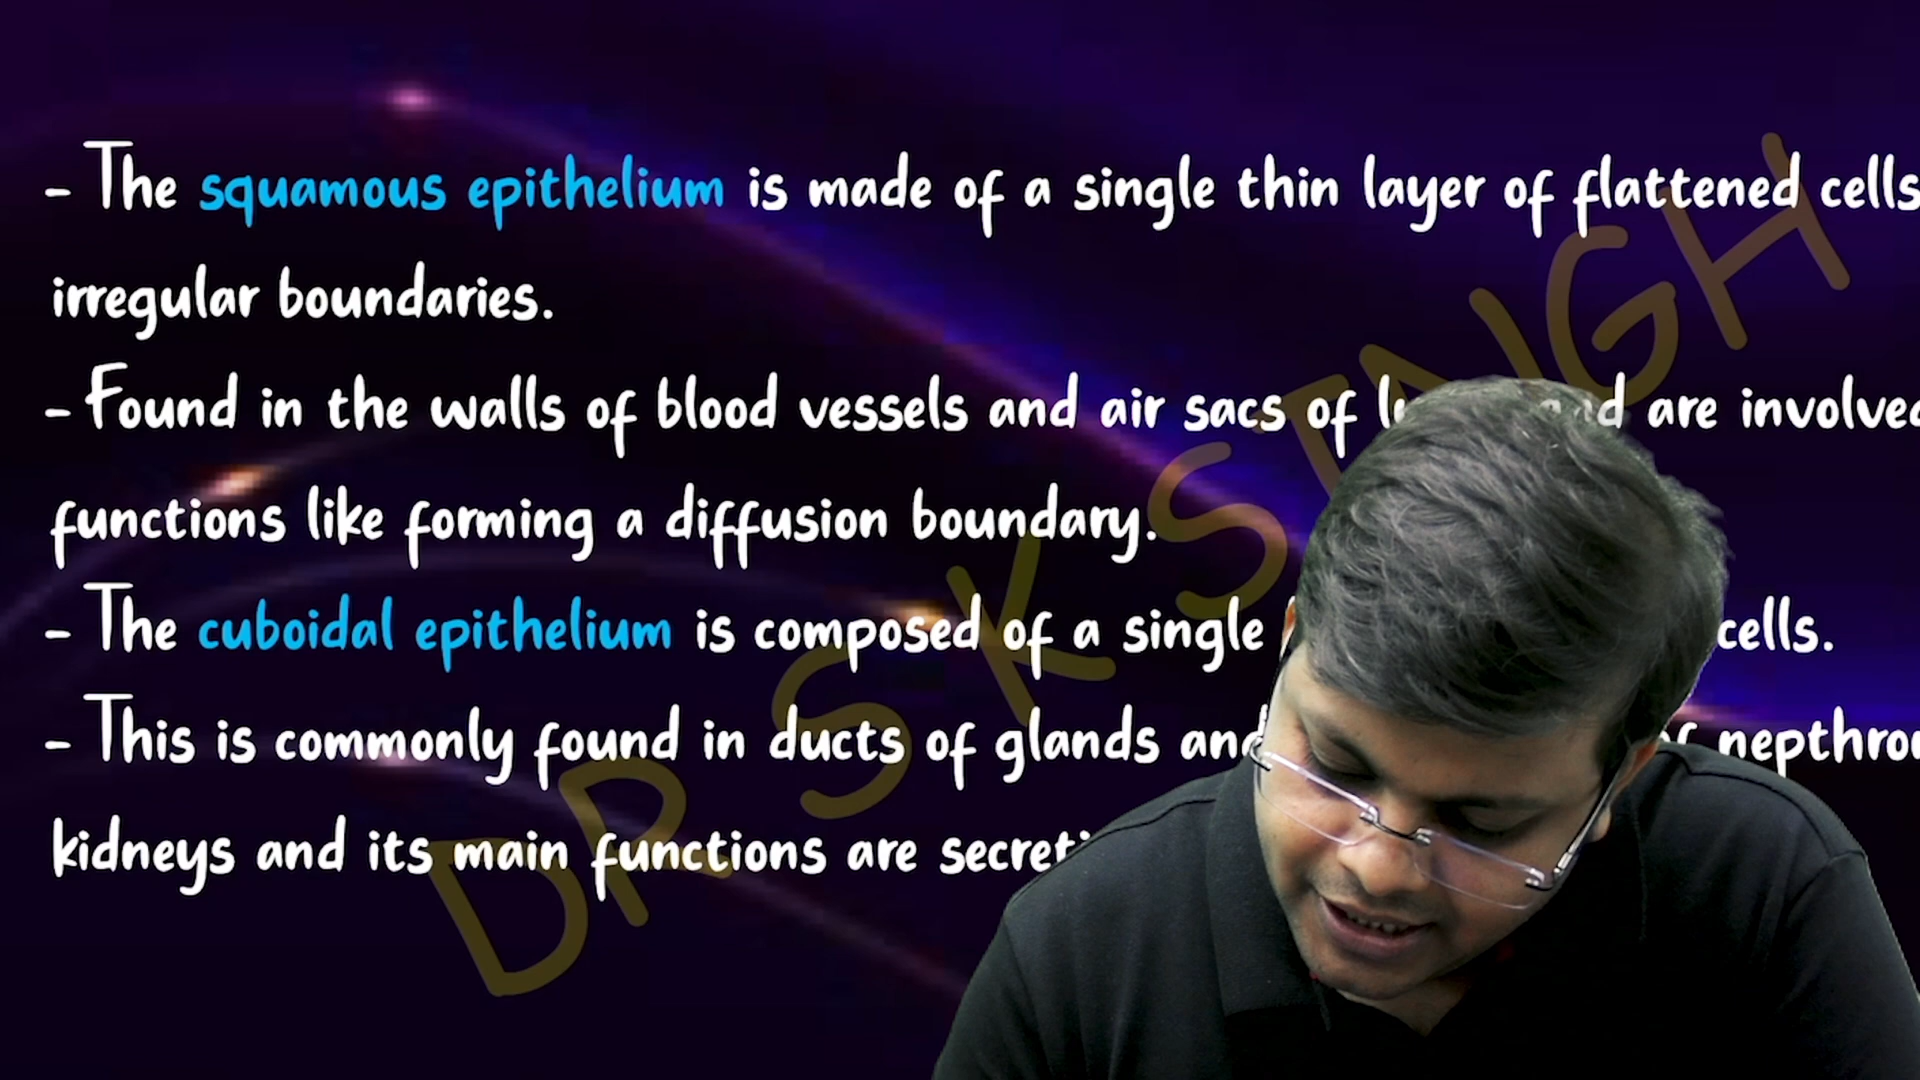 - The squamous epithelium is made of a single thin layer of flattened cells
irregular boundaries.
- Found in the walls of blood vessels and air sacs of and are involved
functions like forming a diffusion boundary.
- The cuboidal epithelium is composed of a single cells.
- This is commonly found in ducts of glands and of
kidneys and its main functions are
DR S K SINGH